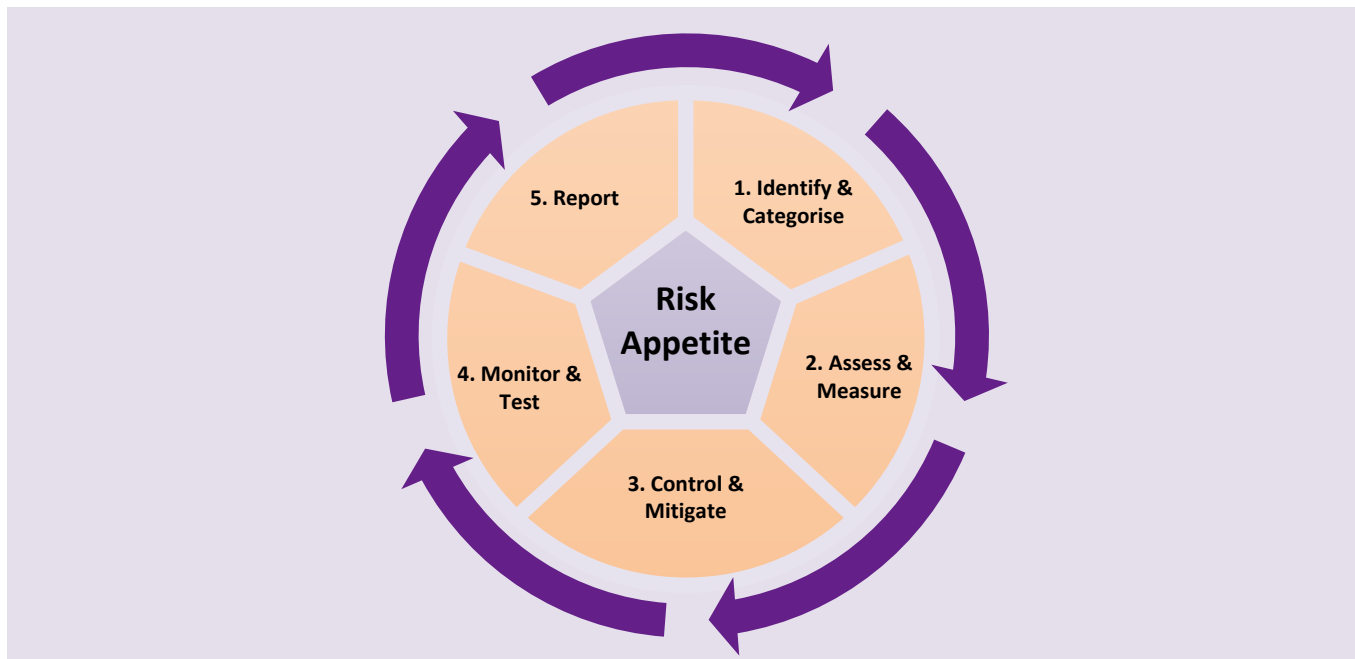 1. Identify &
Categorise
2. Assess &
Measure
3. Control &
Mitigate
4. Monitor &
Test
5. Report
Risk
Appetite